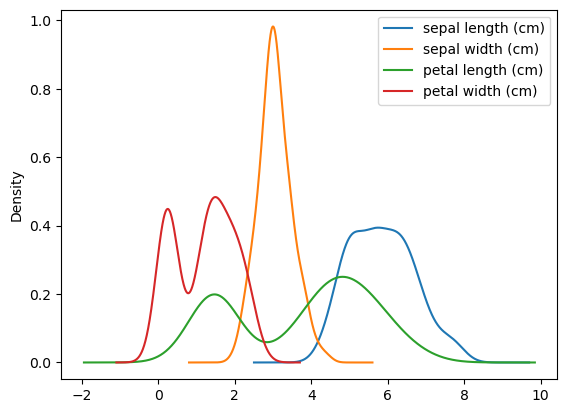 sepal length (cm)
sepal width (cm)
petal length (cm)
petal width (cm)
Density
1.0
0.8
0.6
0.4
0.2
0.0
−2
0
2
4
6
8
10